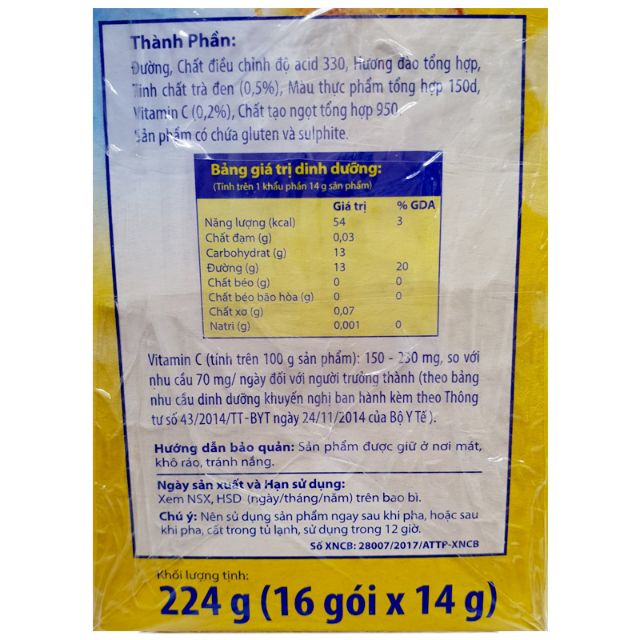 Thành Phần:
Đường, Chất điều chỉnh độ acid 330, Hương đào tổng hợp,
Tinh chất trà đen (0,5%), Màu thực phẩm tổng hợp 150d,
Vitamin C (0,2%), Chất tạo ngọt tổng hợp 950.
Sản phẩm có chứa gluten và sulphite.
Bảng giá trị dinh dưỡng:
(Tính trên 1 khẩu phần 14 g sản phẩm)
Giá trị % GDA
Năng lượng (kcal) 54 3
Chất đạm (g) 0,03
Carbohydrat (g) 13
Đường (g) 13 20
Chất béo (g) 0 0
Chất béo bão hòa (g) 0 0
Chất xơ (g) 0,07
Natri (g) 0,001 0
Vitamin C (tính trên 100 g sản phẩm): 150 - 230 mg, so với
nhu cầu 70 mg/ ngày đối với người trưởng thành (theo bảng
nhu cầu dinh dưỡng khuyến nghị ban hành kèm theo Thông
tư số 43/2014/TT-BYT ngày 24/11/2014 của Bộ Y Tế ).
Hướng dẫn bảo quản: Sản phẩm được giữ ở nơi mát,
khô ráo, tránh nắng.
Ngày sản xuất và Hạn sử dụng:
Xem NSX, HSD (ngày/tháng/năm) trên bao bì.
Chú ý: Nên sử dụng sản phẩm ngay sau khi pha, hoặc sau
khi pha, cất trong tủ lạnh, sử dụng trong 12 giờ.
Số XNCB: 28007/2017/ATTP-XNCB
Khối lượng tịnh:
224 g (16 gói x 14 g)